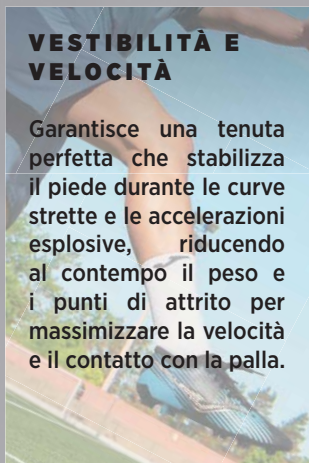 VESTIBILITÀ E
VELOCITÀ
Garantisce una tenuta
perfetta che stabilizza
il piede durante le curve
strette e le accelerazioni
esplosive, riducendo
al contempo il peso e
i punti di attrito per
massimizzare la velocità
e il contatto con la palla.